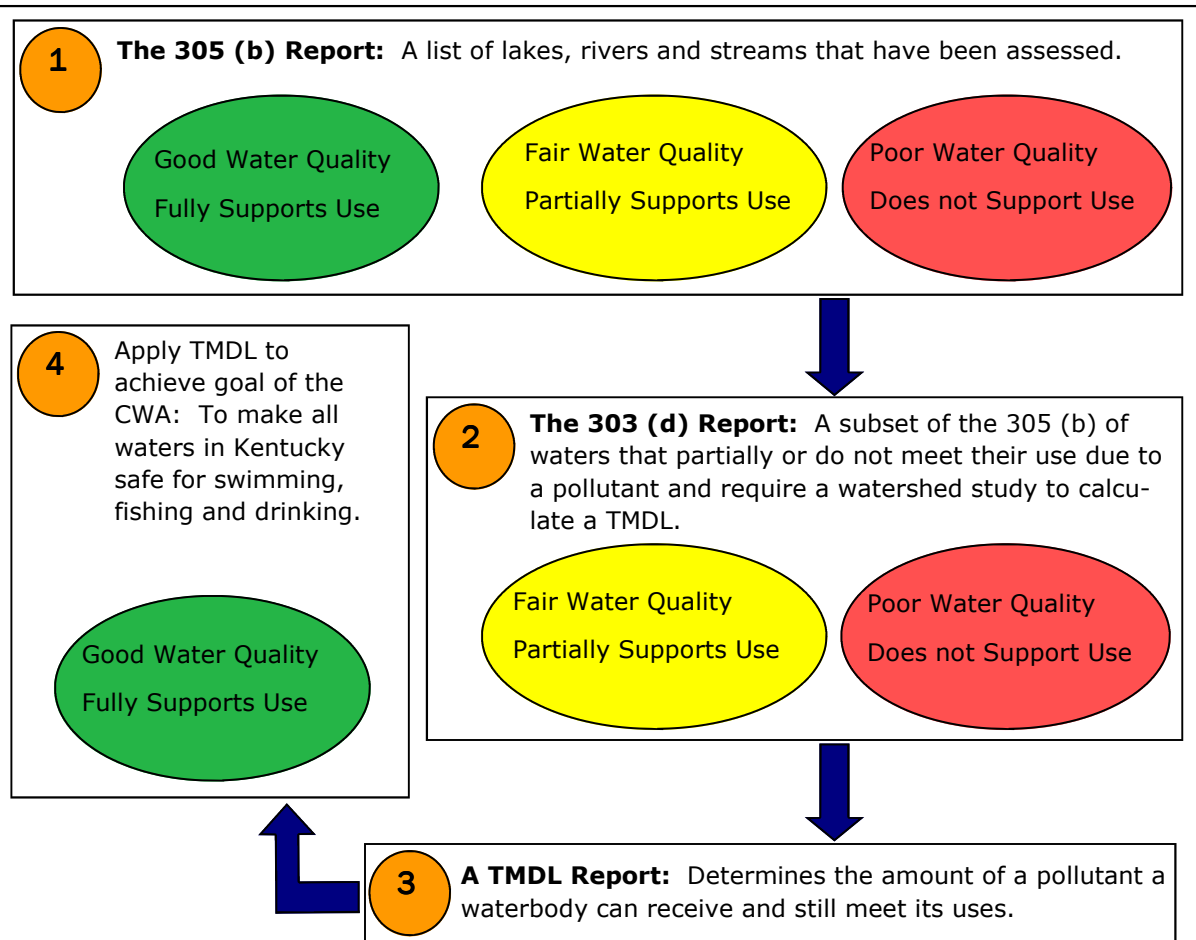 1
The 305 (b) Report: A list of lakes, rivers and streams that have been assessed.
Good Water Quality
Fully Supports Use
Fair Water Quality
Partially Supports Use
Poor Water Quality
Does not Support Use
2
The 303 (d) Report: A subset of the 305 (b) of
waters that partially or do not meet their use due to
a pollutant and require a watershed study to calcu-
late a TMDL.
Fair Water Quality
Partially Supports Use
Poor Water Quality
Does not Support Use
3
A TMDL Report: Determines the amount of a pollutant a
waterbody can receive and still meet its uses.
4
Apply TMDL to
achieve goal of the
CWA: To make all
waters in Kentucky
safe for swimming,
fishing and drinking.
Good Water Quality
Fully Supports Use